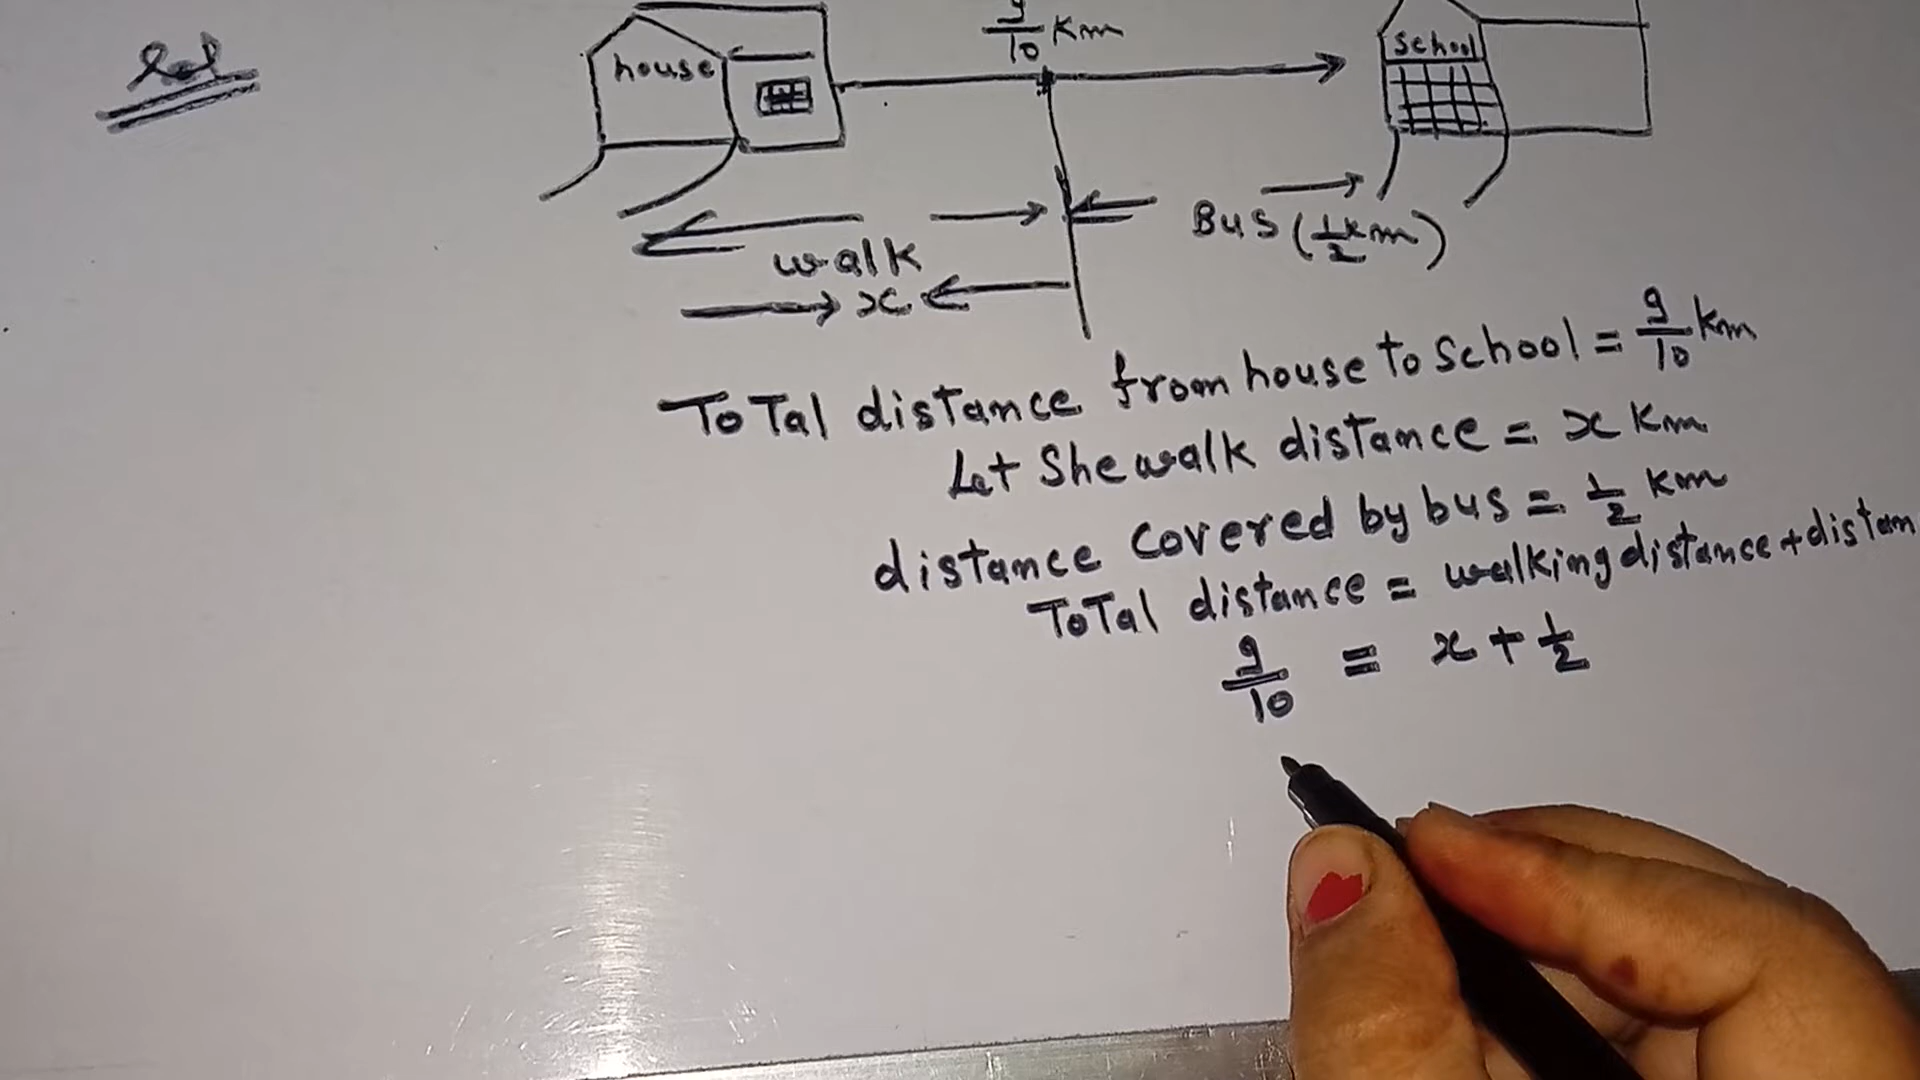 Sol
9/10 Km
house
School
Bus (1/2 km)
walk
x
ToTal distance from house to School = 9/10 km
Let She walk distance = x Km
distance covered by bus = 1/2 km
ToTal distance = walking distance + distan
9/10 = x + 1/2